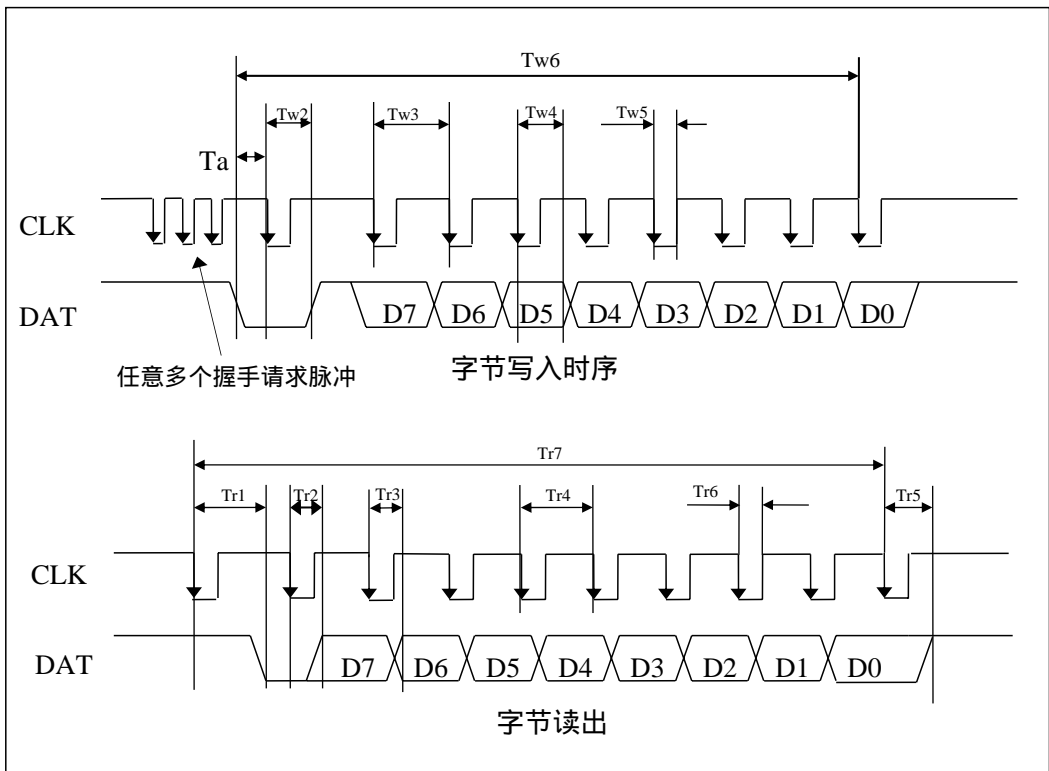 Tw6
Tw2 Tw3 Tw4 Tw5
Ta
CLK
DAT D7 D6 D5 D4 D3 D2 D1 D0
任意多个握手请求脉冲
字节写入时序
Tr7
Tr1 Tr2 Tr3 Tr4 Tr6 Tr5
CLK
DAT D7 D6 D5 D4 D3 D2 D1 D0
字节读出